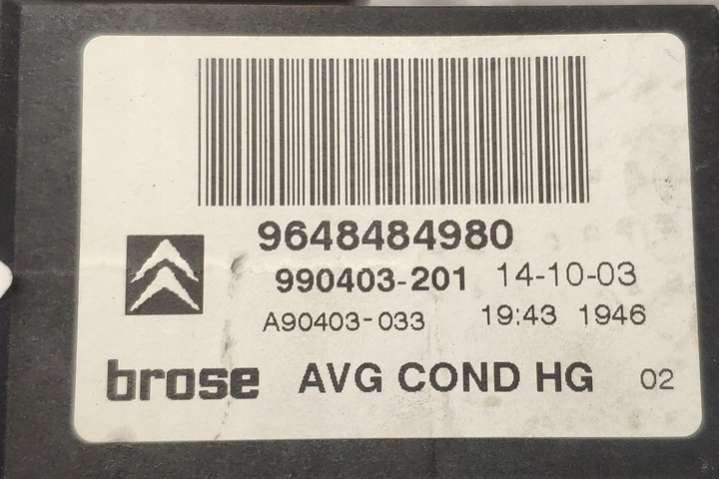 9648484980
990403-201 14-10-03
A90403-033 19:43 1946
brose AVG COND HG 02